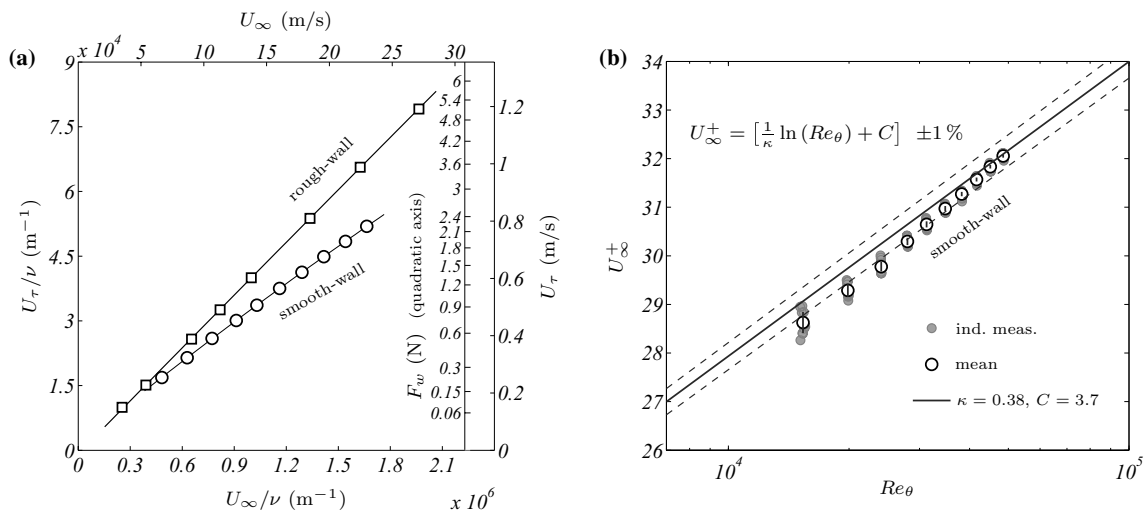 (a)
U∞ (m/s)
x 10⁴ 0 5 10 15 20 25 30
9
7.5
6
4.5
3
1.5
0
Uτ/ν (m⁻¹)
rough-wall
smooth-wall
6
5.4
4.8
4.2
3.6
3
2.4
2.1
1.8
1.5
1.2
0.9
0.6
0.3
0.15
0.06
F_w (N) (quadratic axis)
1.2
1
0.8
0.6
0.4
0.2
0
Uτ (m/s)
0 0.3 0.6 0.9 1.2 1.5 1.8 2.1
U∞/ν (m⁻¹)
x 10⁶
(b)
34
33
32
31
30
29
28
27
26
U∞⁺
U∞⁺ = [1/κ ln (Reθ) + C] ±1 %
smooth-wall
ind. meas.
mean
κ = 0.38, C = 3.7
10⁴ 10⁵
Reθ